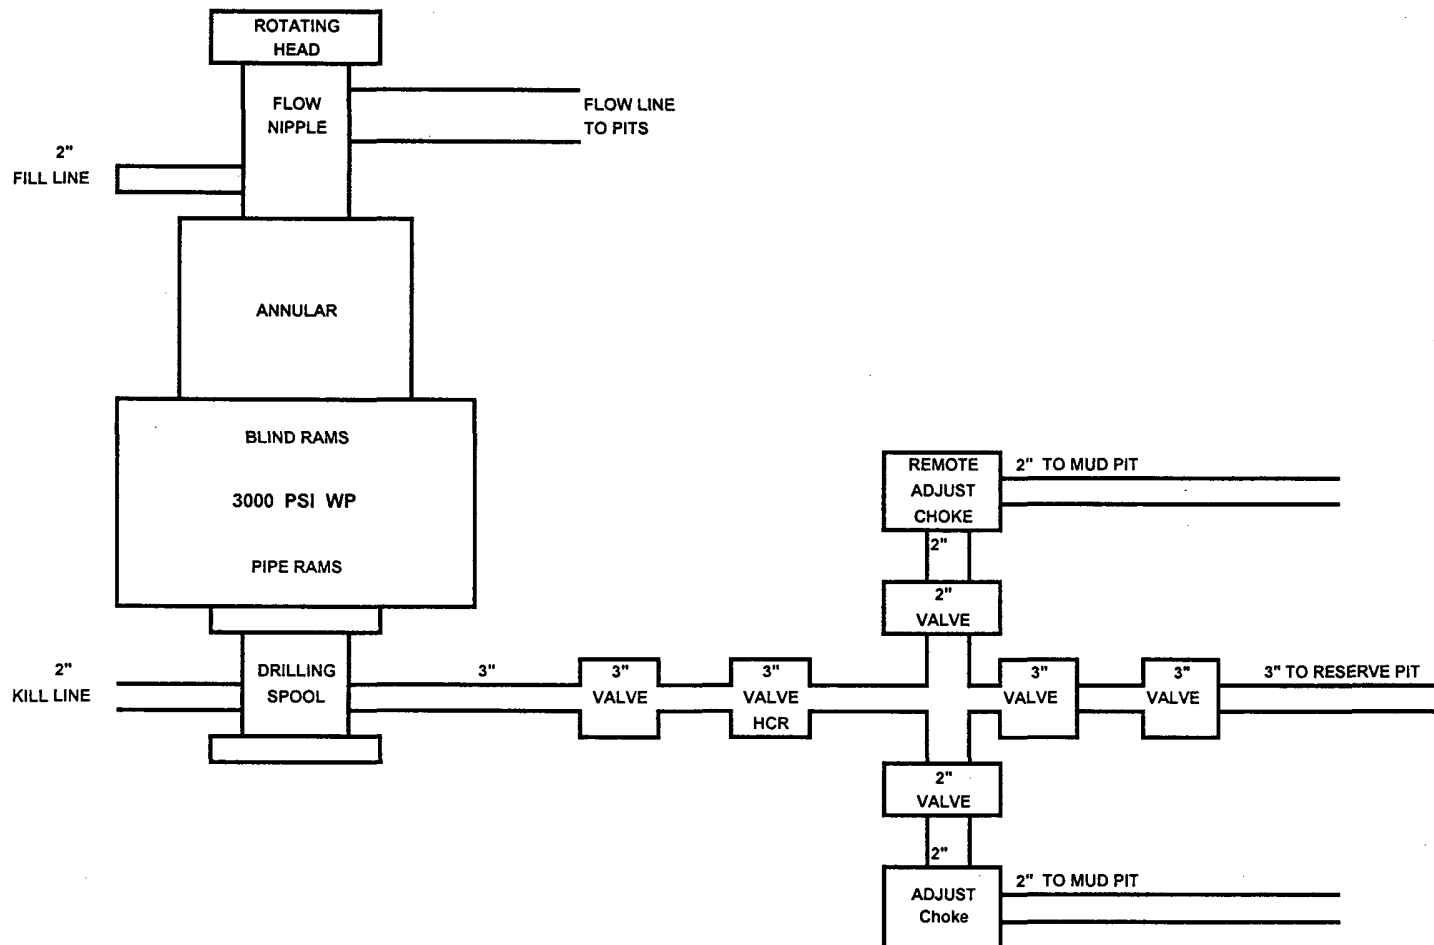 ROTATING
HEAD
FLOW
NIPPLE
FLOW LINE
TO PITS
2"
FILL LINE
ANNULAR
BLIND RAMS
3000 PSI WP
PIPE RAMS
REMOTE
ADJUST
CHOKE
2" TO MUD PIT
2"
2"
VALVE
2"
KILL LINE
DRILLING
SPOOL
3"
3"
VALVE
3"
VALVE
HCR
3"
VALVE
3"
VALVE
3" TO RESERVE PIT
2"
VALVE
2"
ADJUST
Choke
2" TO MUD PIT